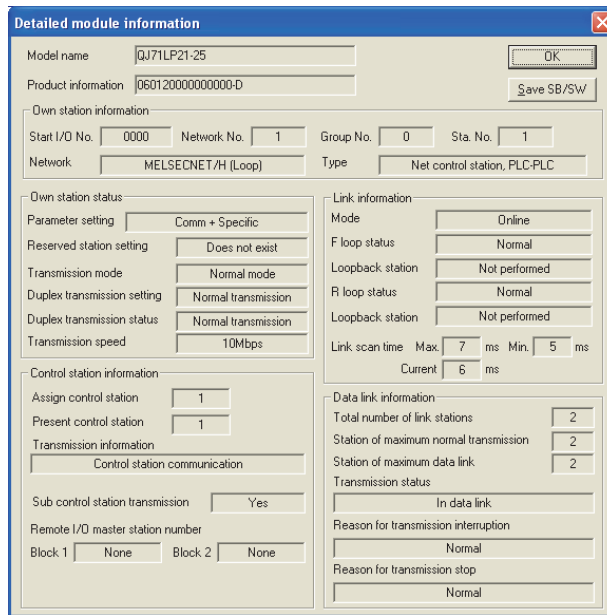 Detailed module information
Model name QJ71LP21-25 OK
Product information 060120000000000-D Save SB/SW
Own station information
Start I/O No. 0000 Network No. 1 Group No. 0 Sta. No. 1
Network MELSECNET/H (Loop) Type Net control station, PLC-PLC
Own station status
Parameter setting Comm + Specific
Reserved station setting Does not exist
Transmission mode Normal mode
Duplex transmission setting Normal transmission
Duplex transmission status Normal transmission
Transmission speed 10Mbps
Link information
Mode Online
F loop status Normal
Loopback station Not performed
R loop status Normal
Loopback station Not performed
Link scan time Max. 7 ms Min. 5 ms
Current 6 ms
Control station information
Assign control station 1
Present control station 1
Transmission information
Control station communication
Sub control station transmission Yes
Remote I/O master station number
Block 1 None Block 2 None
Data link information
Total number of link stations 2
Station of maximum normal transmission 2
Station of maximum data link 2
Transmission status
In data link
Reason for transmission interruption
Normal
Reason for transmission stop
Normal